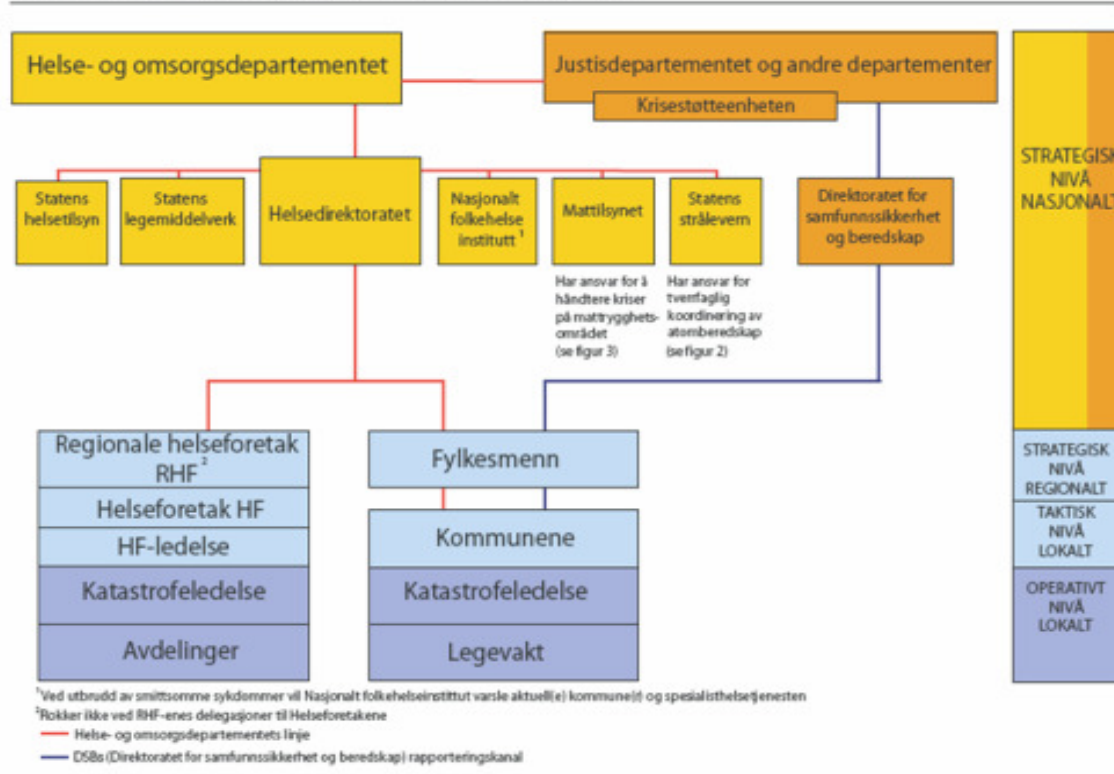 Helse- og omsorgsdepartementet
Justisdepartementet og andre departementer
Krisestøtteenheten
Statens
helsetilsyn
Statens
legemiddelverk
Helsedirektoratet
Nasjonalt
folkehelse
institutt ¹
Mattilsynet
Statens
strålevern
Direktoratet for
samfunnssikkerhet
og beredskap
Har ansvar for å
håndtere kriser
på mattrygghets-
området
(se figur 3)
Har ansvar for
tverrfaglig
koordinering av
atomberedskap
(se figur 2)
Regionale helseforetak
RHF ²
Helseforetak HF
HF-ledelse
Katastrofeledelse
Avdelinger
Fylkesmenn
Kommunene
Katastrofeledelse
Legevakt
STRATEGISK
NIVÅ
NASJONALT
STRATEGISK
NIVÅ
REGIONALT
TAKTISK
NIVÅ
LOKALT
OPERATIVT
NIVÅ
LOKALT
¹Ved utbrudd av smittsomme sykdommer vil Nasjonalt folkehelseinstitutt varsle aktuell(e) kommune(r) og spesialisthelsetjenesten
²Rokker ikke ved RHF-enes delegasjoner til Helseforetakene
Helse- og omsorgsdepartementets linje
DSBs (Direktoratet for samfunnssikkerhet og beredskap) rapporteringskanal